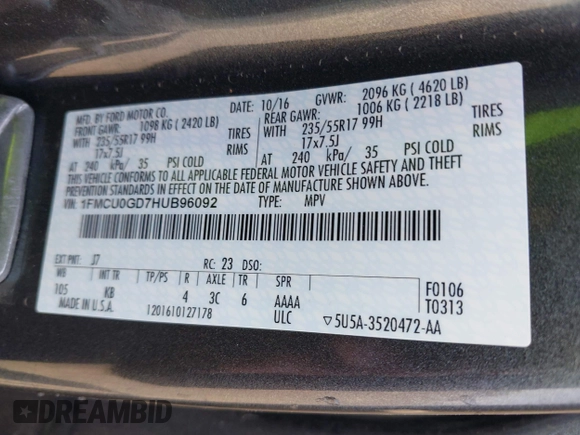 MFD. BY FORD MOTOR CO.
DATE: 10/16 GVWR: 2096 KG ( 4620 LB)
FRONT GAWR: 1098 KG ( 2420 LB)
REAR GAWR: 1006 KG ( 2218 LB)
WITH 235/55R17 99H TIRES
WITH 235/55R17 99H TIRES
17x7.5J RIMS
17x7.5J RIMS
AT 240 kPa/ 35 PSI COLD
AT 240 kPa/ 35 PSI COLD
THIS VEHICLE CONFORMS TO ALL APPLICABLE FEDERAL MOTOR VEHICLE SAFETY AND THEFT
PREVENTION STANDARDS IN EFFECT ON THE DATE OF MANUFACTURE SHOWN ABOVE.
VIN: 1FMCU0GD7HUB96092 TYPE: MPV
EXT PNT: J7 RC: 23 DSO:
WB INT TR TP/PS R AXLE TR SPR
105 KB 4 3C 6 AAAA
F0106
T0313
MADE IN U.S.A. 1201610127178 ULC ▽5U5A-3520472-AA
DREAMBID